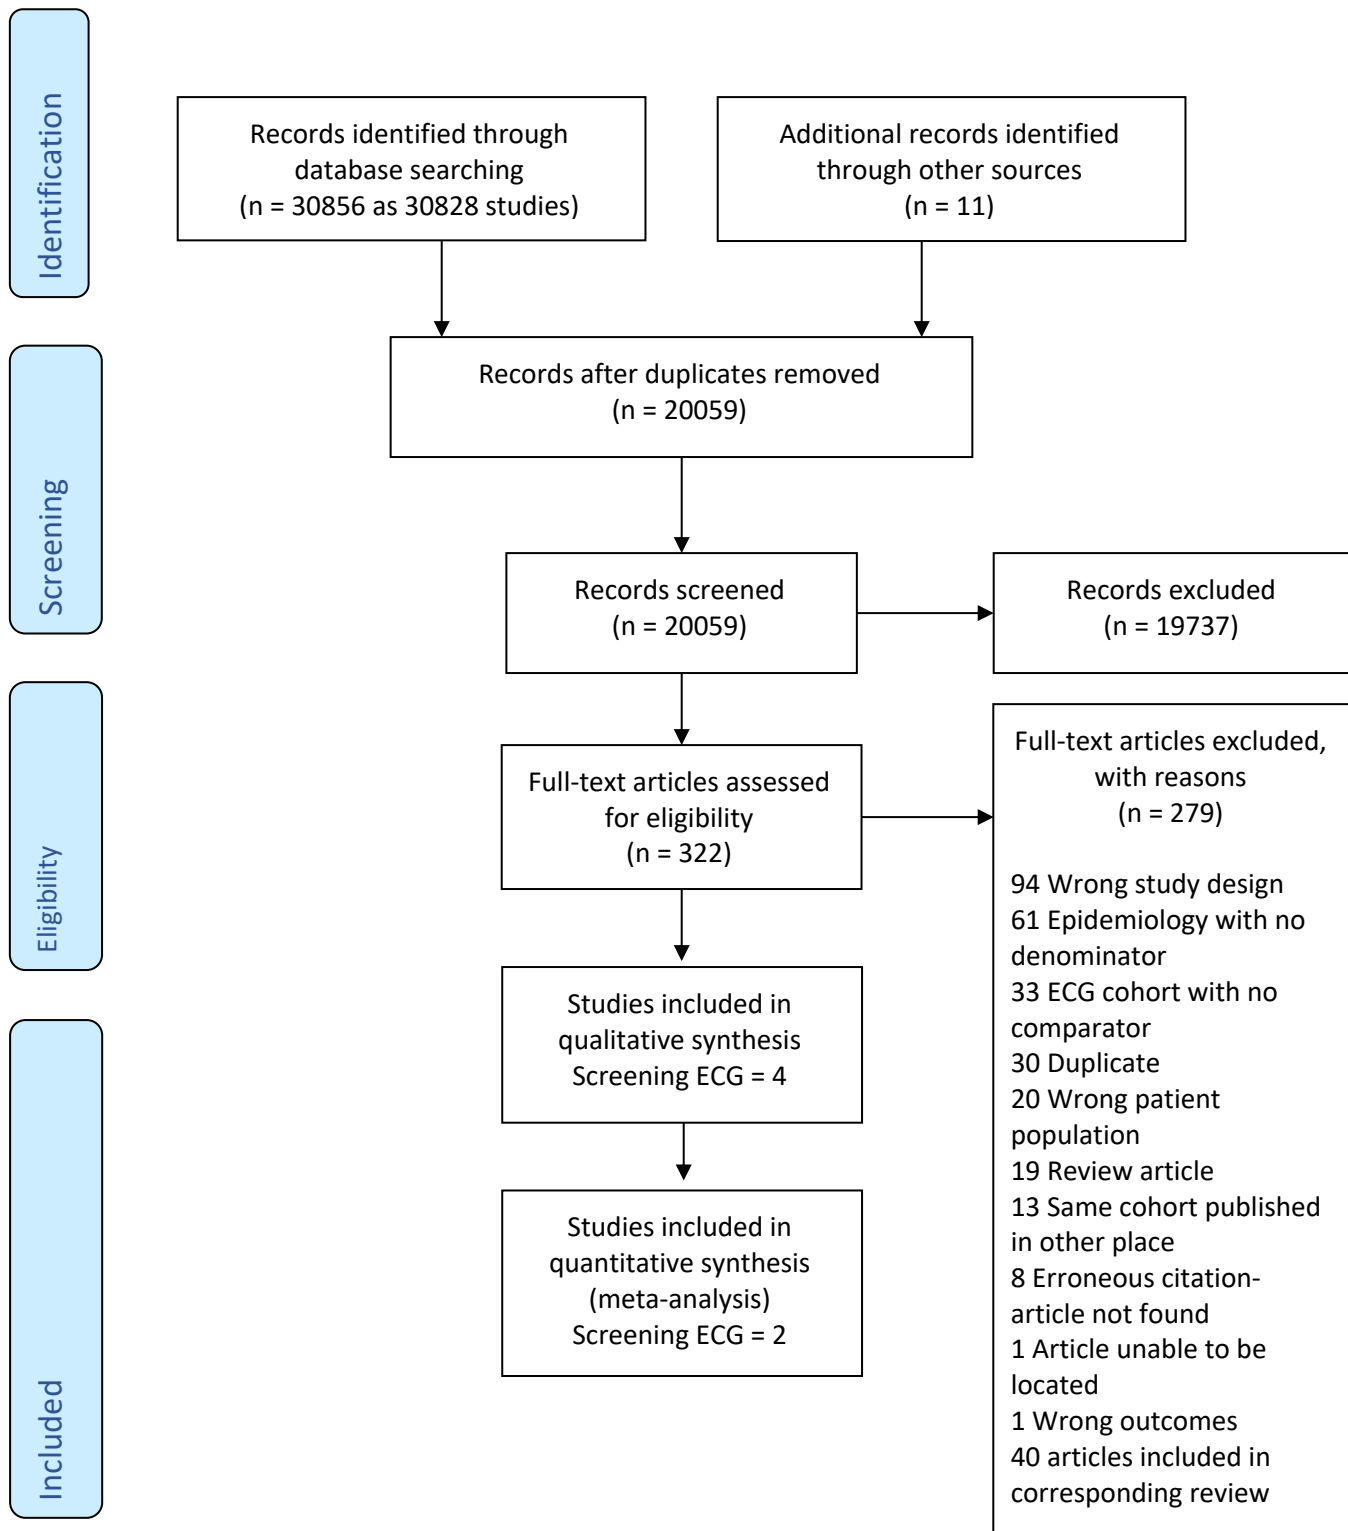 Identification
Records identified through
database searching
(n = 30856 as 30828 studies)
Additional records identified
through other sources
(n = 11)
Records after duplicates removed
(n = 20059)
Screening
Records screened
(n = 20059)
Records excluded
(n = 19737)
Eligibility
Full-text articles assessed
for eligibility
(n = 322)
Full-text articles excluded,
with reasons
(n = 279)
94 Wrong study design
61 Epidemiology with no
denominator
33 ECG cohort with no
comparator
30 Duplicate
20 Wrong patient
population
19 Review article
13 Same cohort published
in other place
8 Erroneous citation-
article not found
1 Article unable to be
located
1 Wrong outcomes
40 articles included in
corresponding review
Studies included in
qualitative synthesis
Screening ECG = 4
Included
Studies included in
quantitative synthesis
(meta-analysis)
Screening ECG = 2